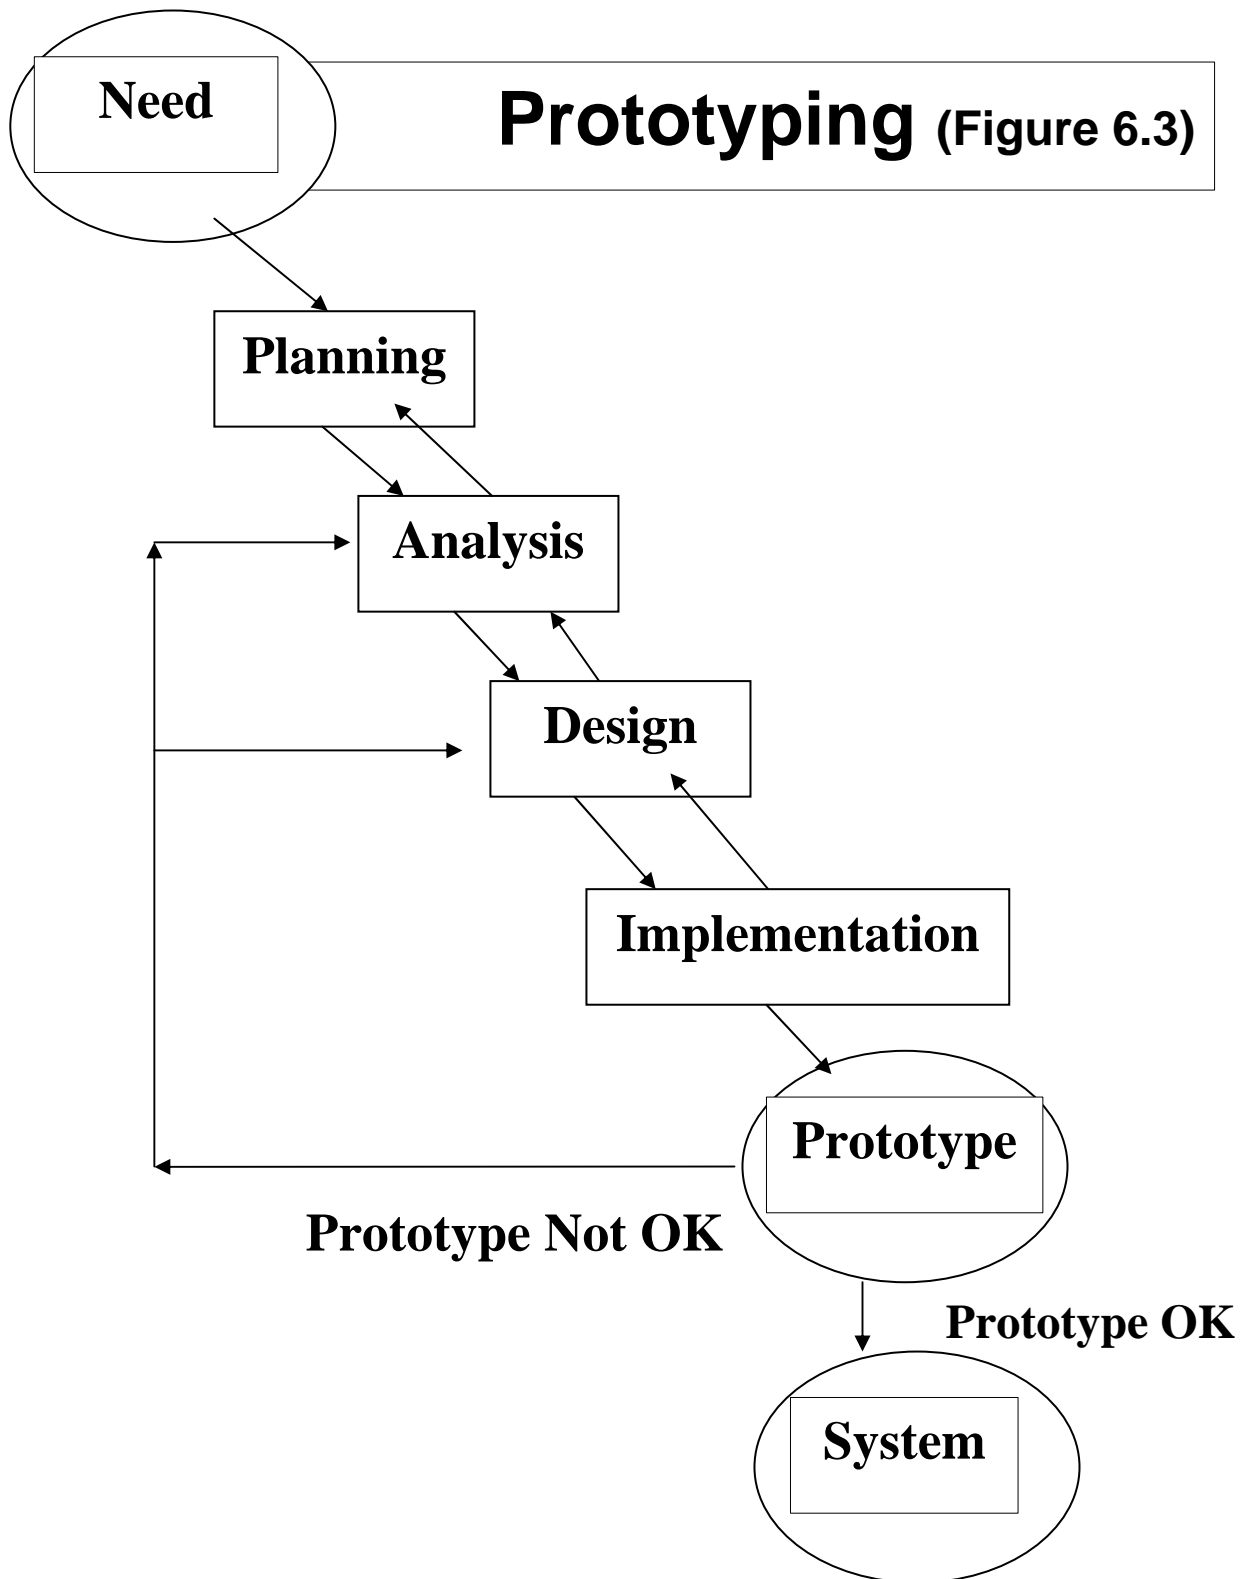 Need
Prototyping (Figure 6.3)
Planning
Analysis
Design
Implementation
Prototype
Prototype Not OK
Prototype OK
System